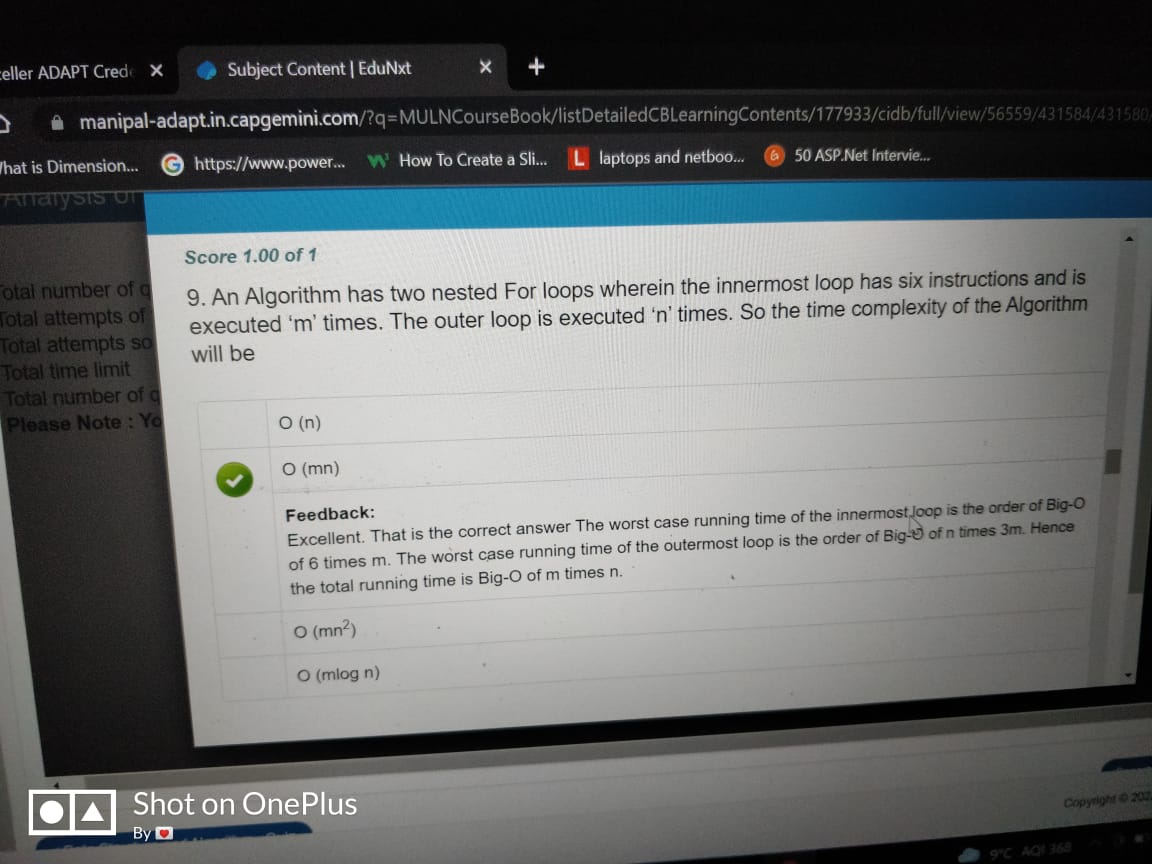 eller ADAPT Crede X Subject Content | EduNxt X +
manipal-adapt.in.capgemini.com/?q=MULNCourseBook/listDetailedCBLearningContents/177933/cidb/full/view/56559/431584/431580
What is Dimension... G https://www.power... How To Create a Sli... L laptops and netboo... G 50 ASP.Net Intervie...
Analysis of
Score 1.00 of 1
9. An Algorithm has two nested For loops wherein the innermost loop has six instructions and is
executed ‘m’ times. The outer loop is executed ‘n’ times. So the time complexity of the Algorithm
will be
Total number of q
Total attempts of
Total attempts so
Total time limit
Total number of q
Please Note : Yo
O (n)
O (mn)
Feedback:
Excellent. That is the correct answer The worst case running time of the innermost loop is the order of Big-O
of 6 times m. The worst case running time of the outermost loop is the order of Big-O of n times 3m. Hence
the total running time is Big-O of m times n.
O (mn²)
O (mlog n)
Shot on OnePlus
By
Copyright © 202
9°C AQI 368